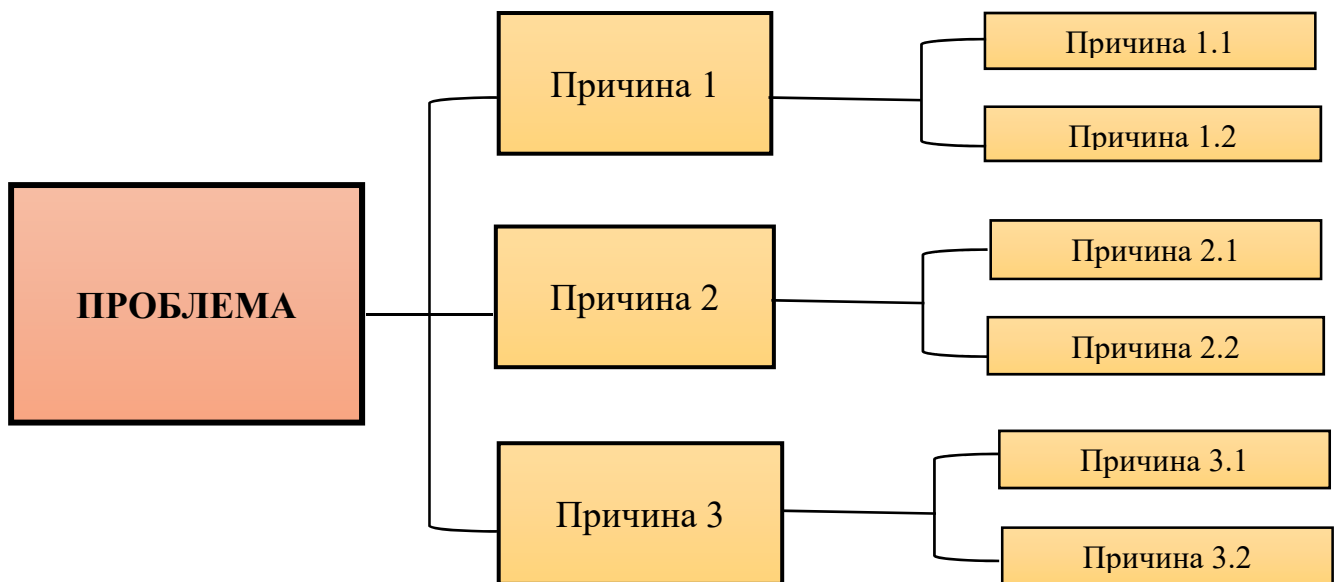 ПРОБЛЕМА
Причина 1
Причина 1.1
Причина 1.2
Причина 2
Причина 2.1
Причина 2.2
Причина 3
Причина 3.1
Причина 3.2